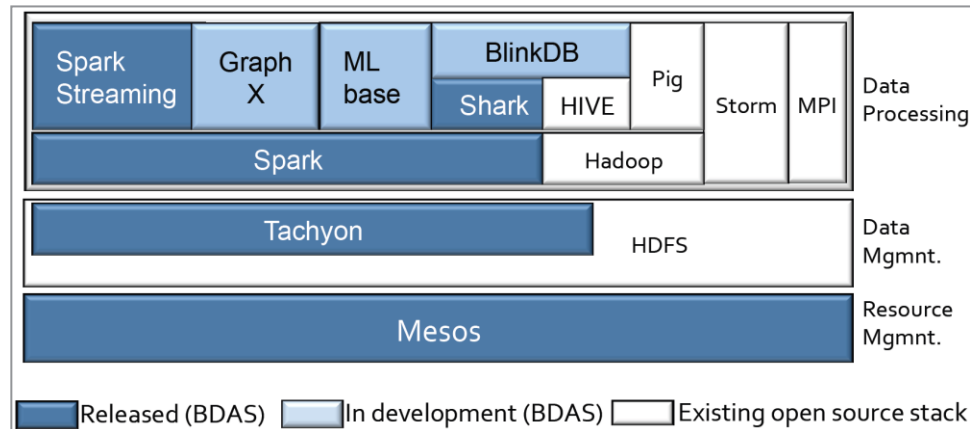 Spark
Streaming
Graph
X
ML
base
BlinkDB
Shark
HIVE
Pig
Storm
MPI
Data
Processing
Spark
Hadoop
Tachyon
HDFS
Data
Mgmnt.
Mesos
Resource
Mgmnt.
Released (BDAS)
In development (BDAS)
Existing open source stack